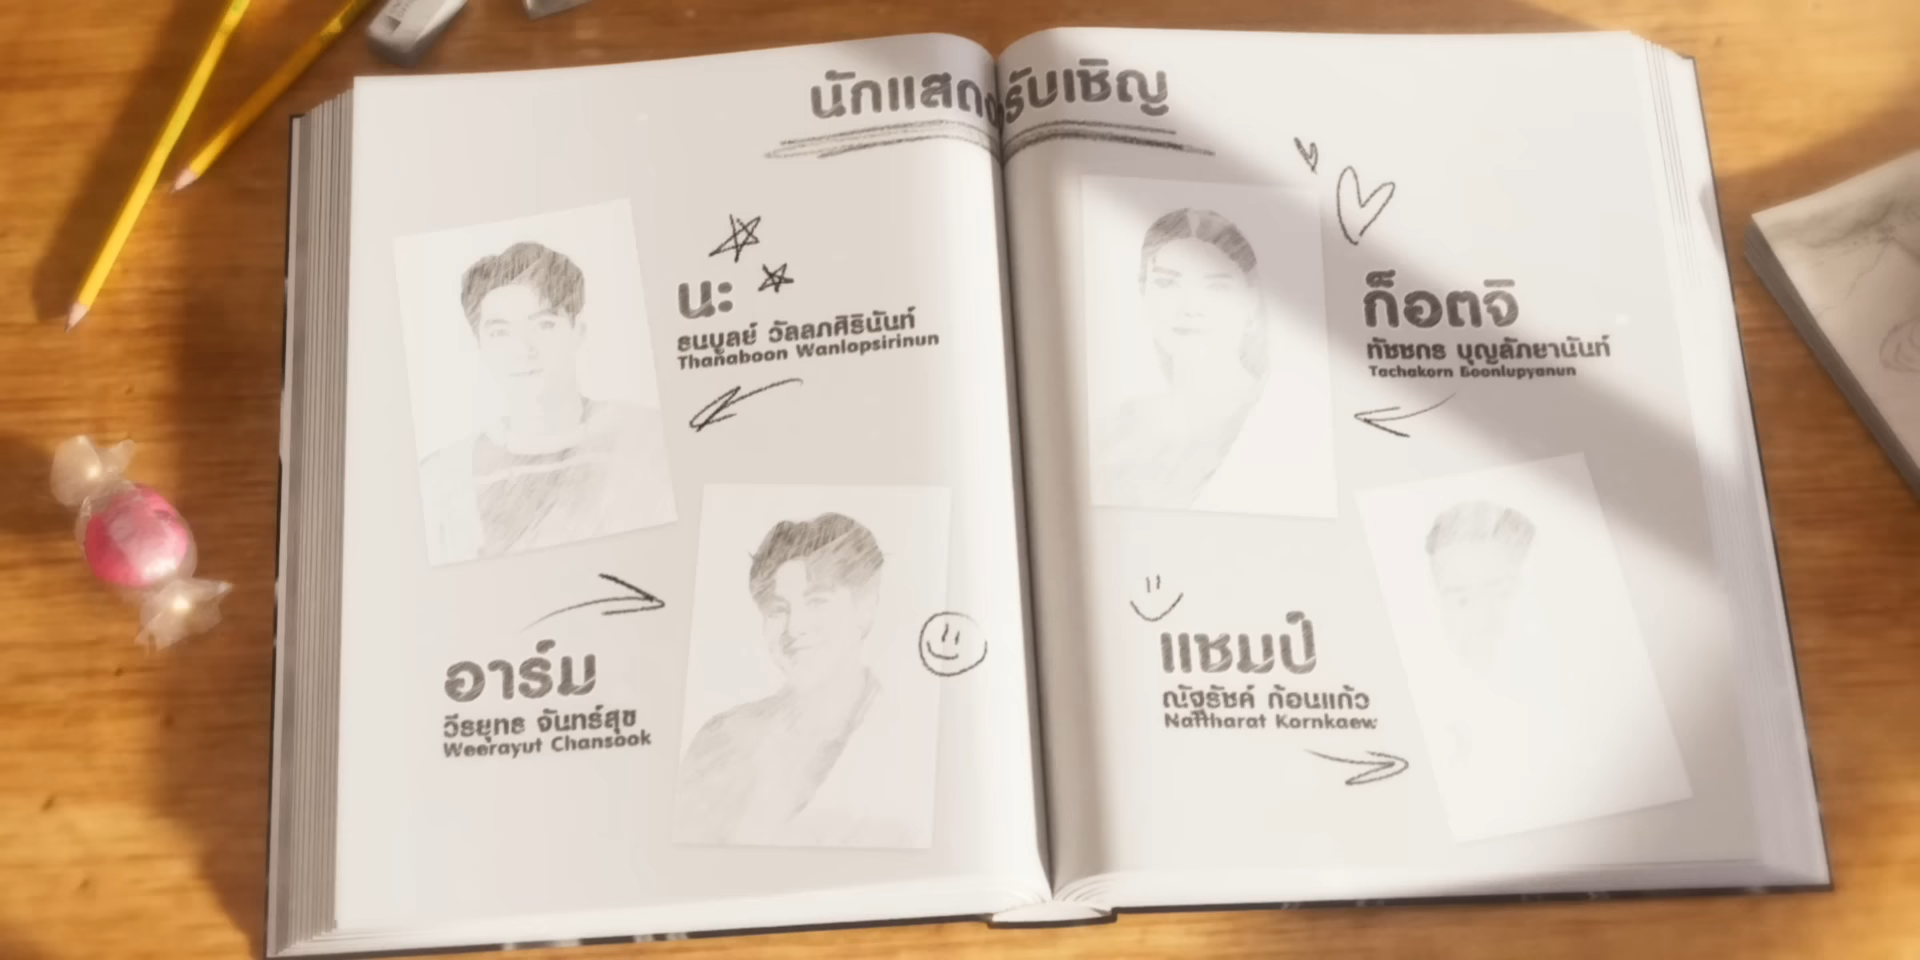 นักแสดงรับเชิญ
นะ
ธนบูลย์ วัลลภศิรินันท์
Thanaboon Wanlopsirinun
อาร์ม
วีรยุทธ จันทร์สุข
Weerayut Chansook
ก็อตจิ
ทัชชกร บุญลัภยานันท์
Tachakorn Boonlupyanun
แชมป์
ณัฐรัชค์ ก้อนแก้ว
Nattharat Kornkaew